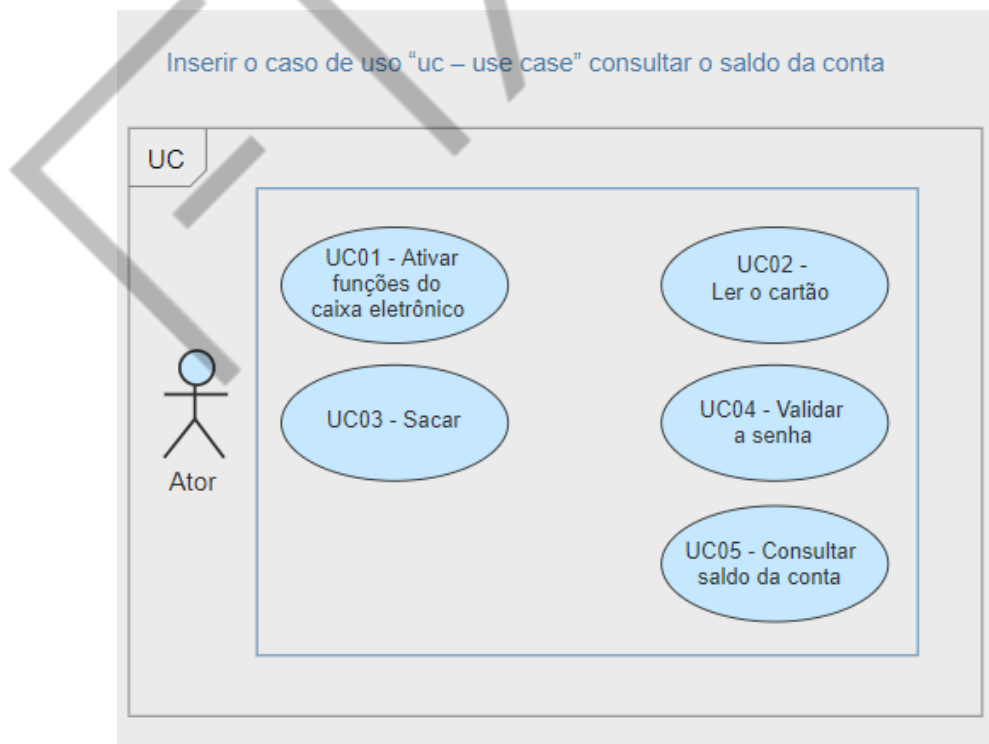 Inserir o caso de uso “uc – use case” consultar o saldo da conta
UC
UC01 - Ativar
funções do
caixa eletrônico
UC02 -
Ler o cartão
UC03 - Sacar
UC04 - Validar
a senha
Ator
UC05 - Consultar
saldo da conta